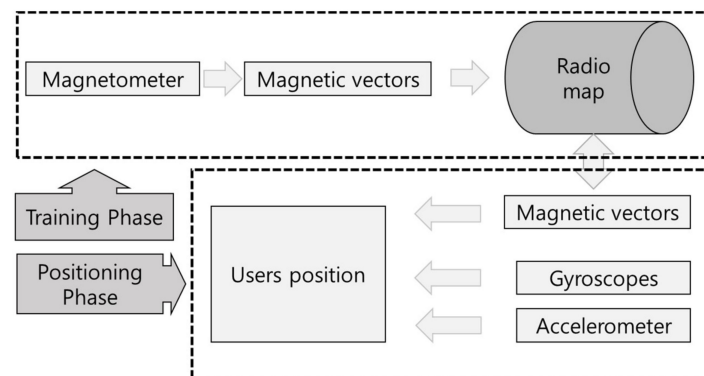 Magnetometer
Magnetic vectors
Radio
map
Training Phase
Positioning
Phase
Users position
Magnetic vectors
Gyroscopes
Accelerometer